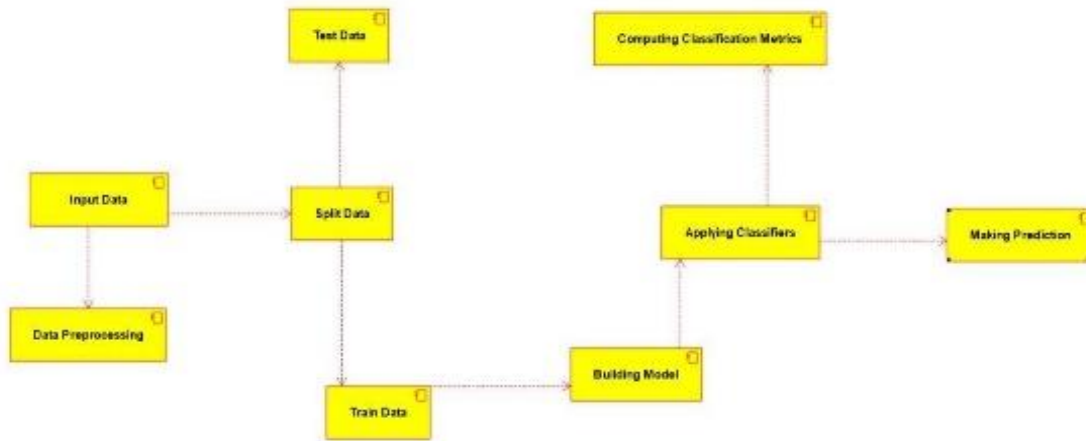 Test Data
Computing Classification Metrics
Input Data
Split Data
Applying Classifiers
Making Prediction
Data Preprocessing
Building Model
Train Data